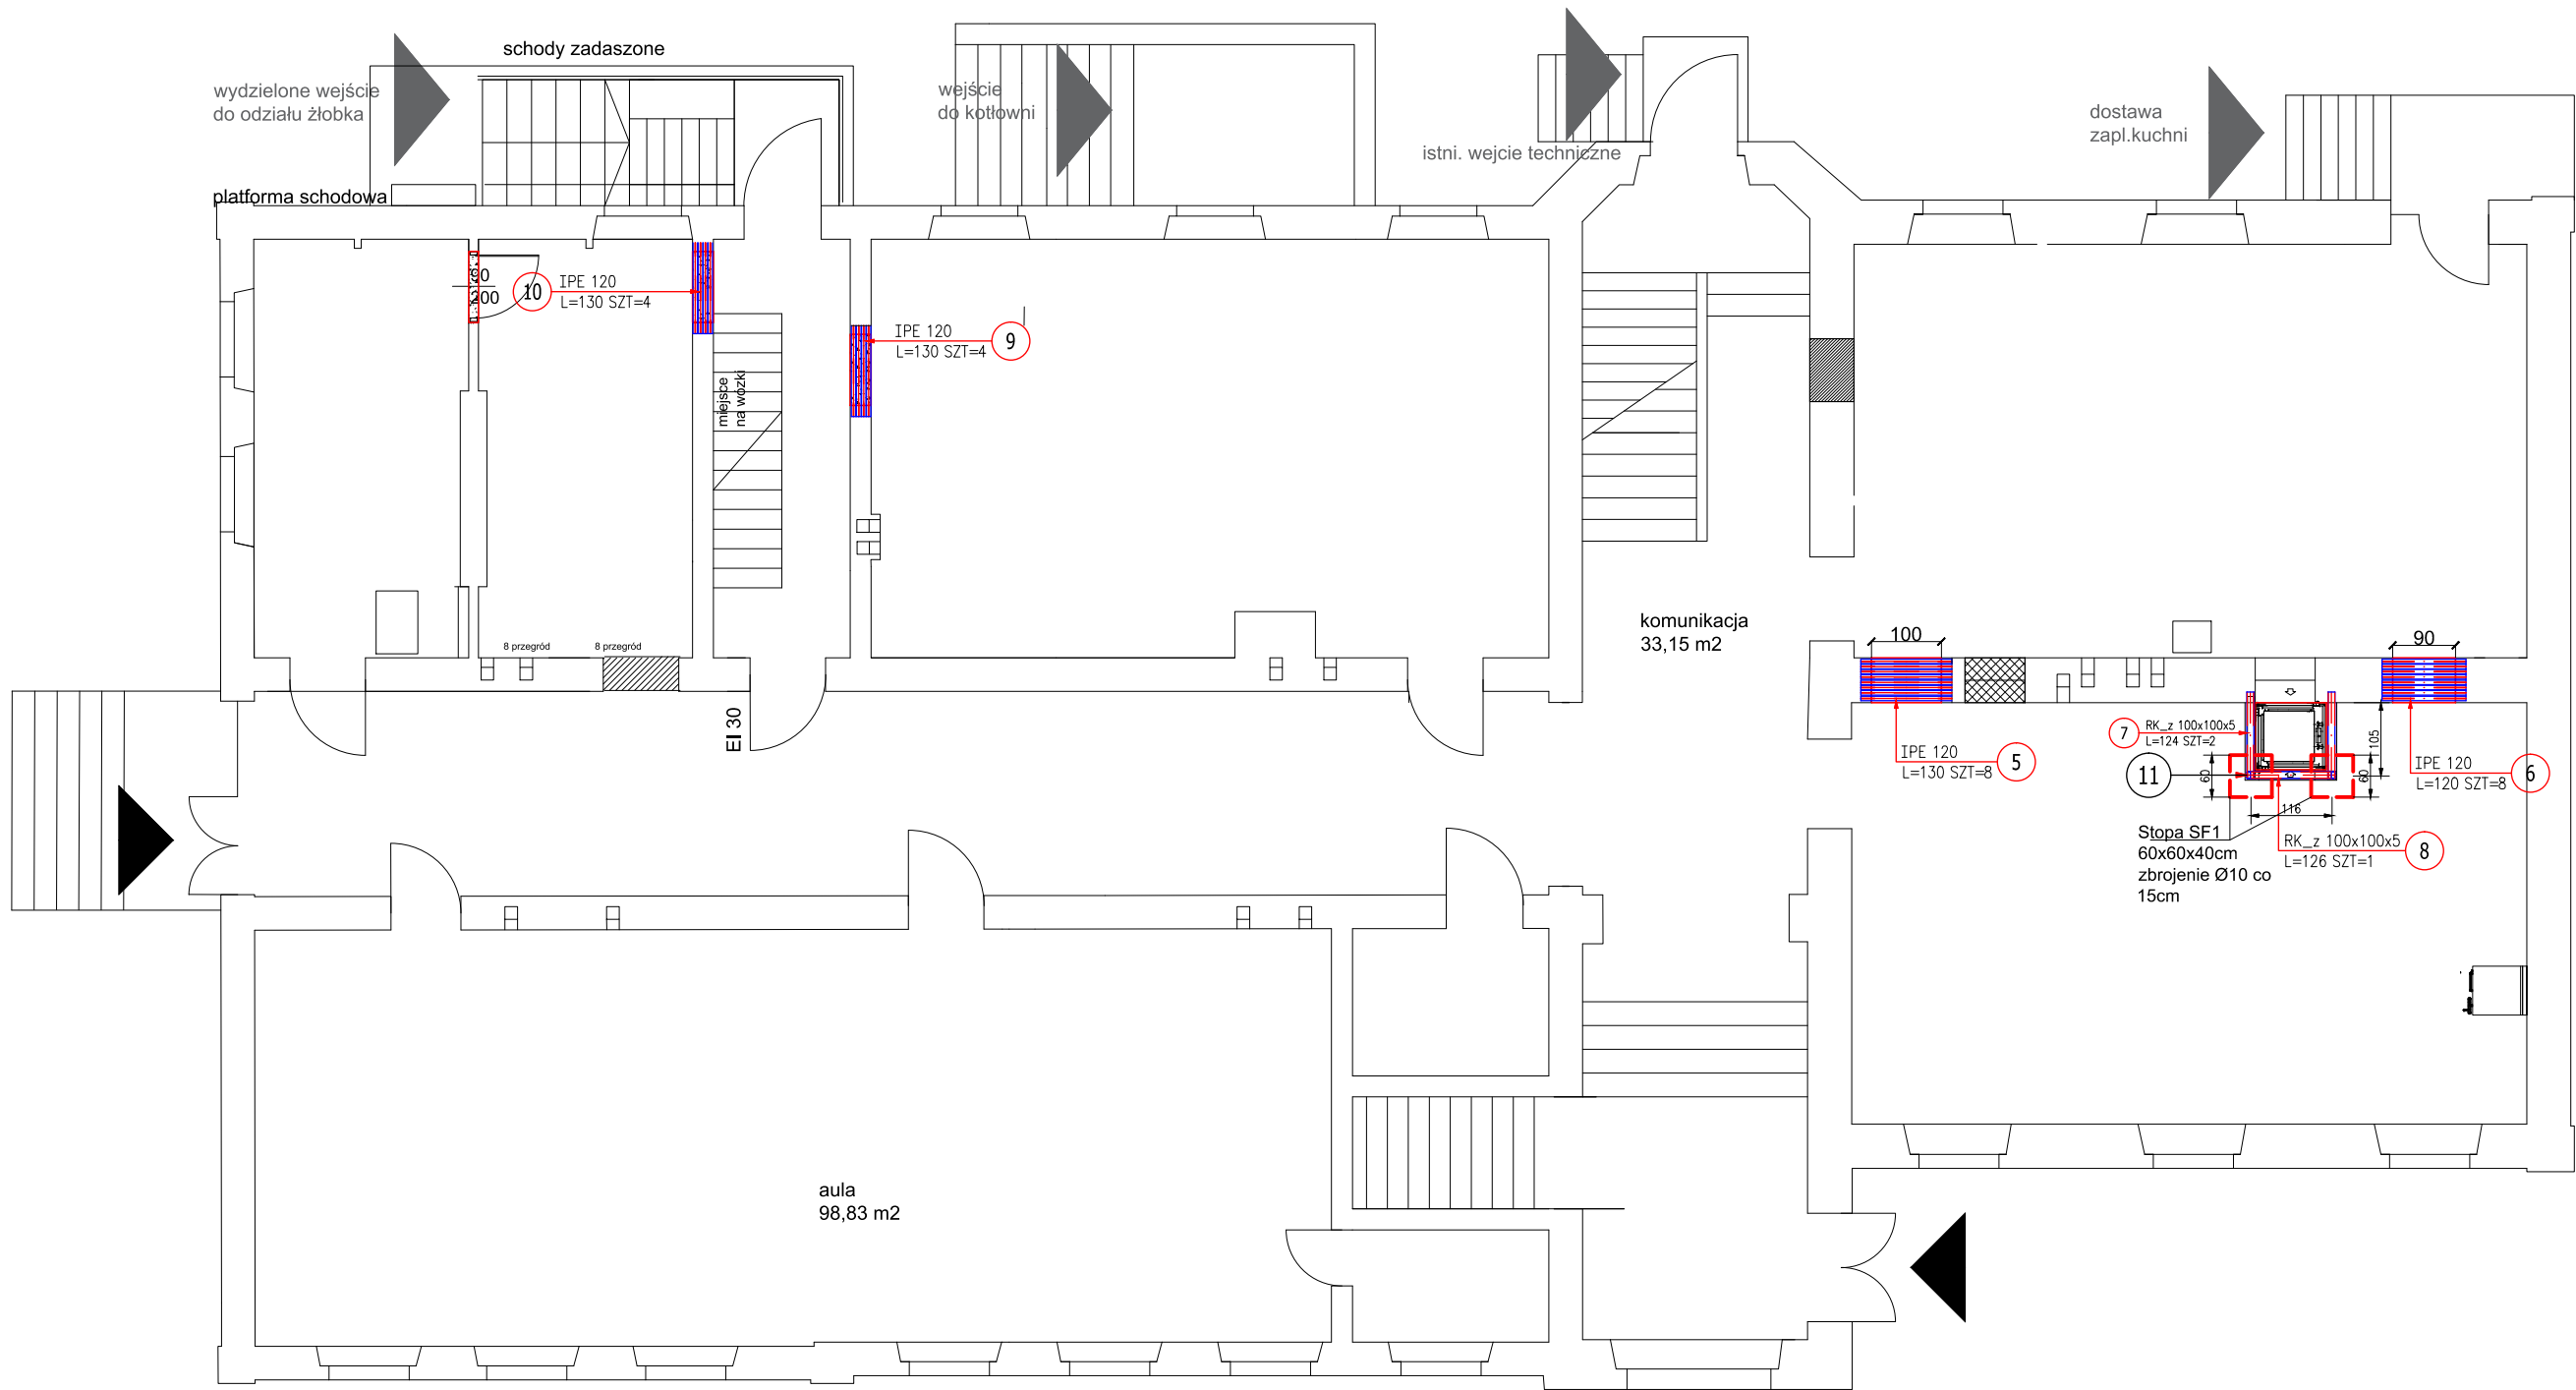 schody zadaszone
wydzielone wejście
do odziału żłobka
wejście
do kotłowni
istni. wejcie techniczne
dostawa
zapl.kuchni
platforma schodowa
90
200
10
IPE 120
L=130 SZT=4
IPE 120
L=130 SZT=4
9
miejsce
na wózki
8 przegród
8 przegród
komunikacja
33,15 m2
100
90
EI 30
7
RK_z 100x100x5
L=124 SZT=2
105
IPE 120
L=130 SZT=8
5
11
60
60
IPE 120
L=120 SZT=8
6
116
Stopa SF1
60x60x40cm
zbrojenie Ø10 co
15cm
RK_z 100x100x5
L=126 SZT=1
8
aula
98,83 m2